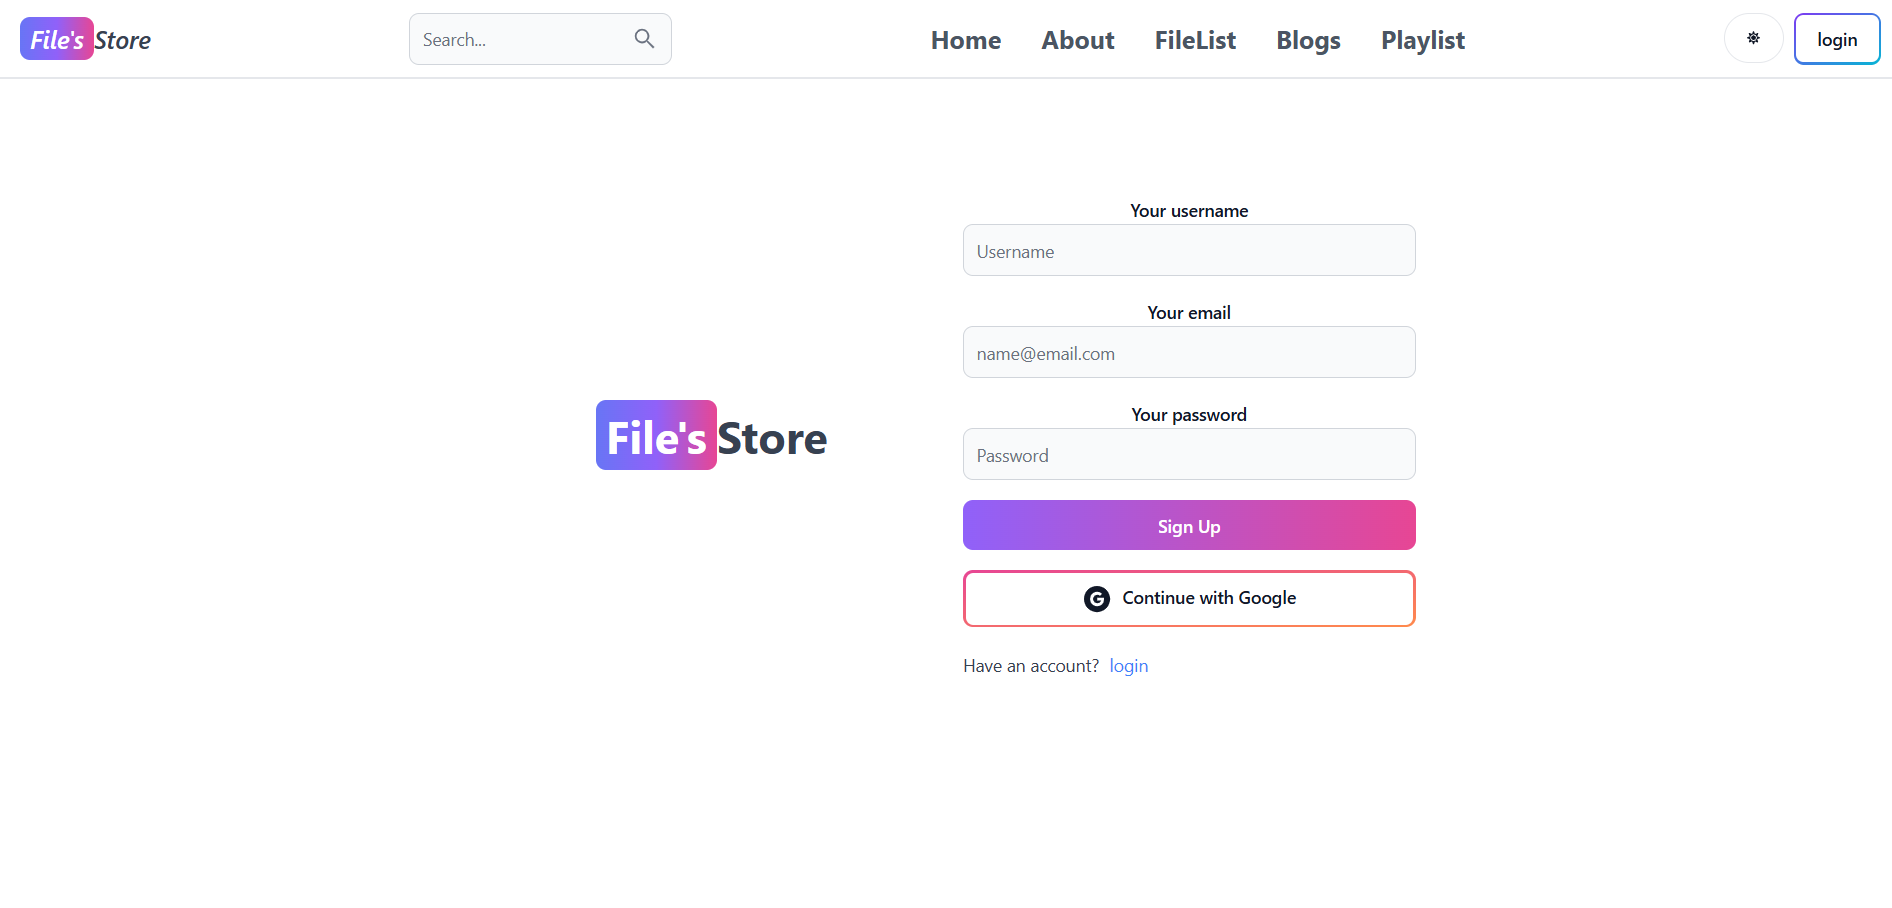 File's Store
Search...
Home About FileList Blogs Playlist
login
File's Store
Your username
Username
Your email
name@email.com
Your password
Password
Sign Up
G Continue with Google
Have an account? login